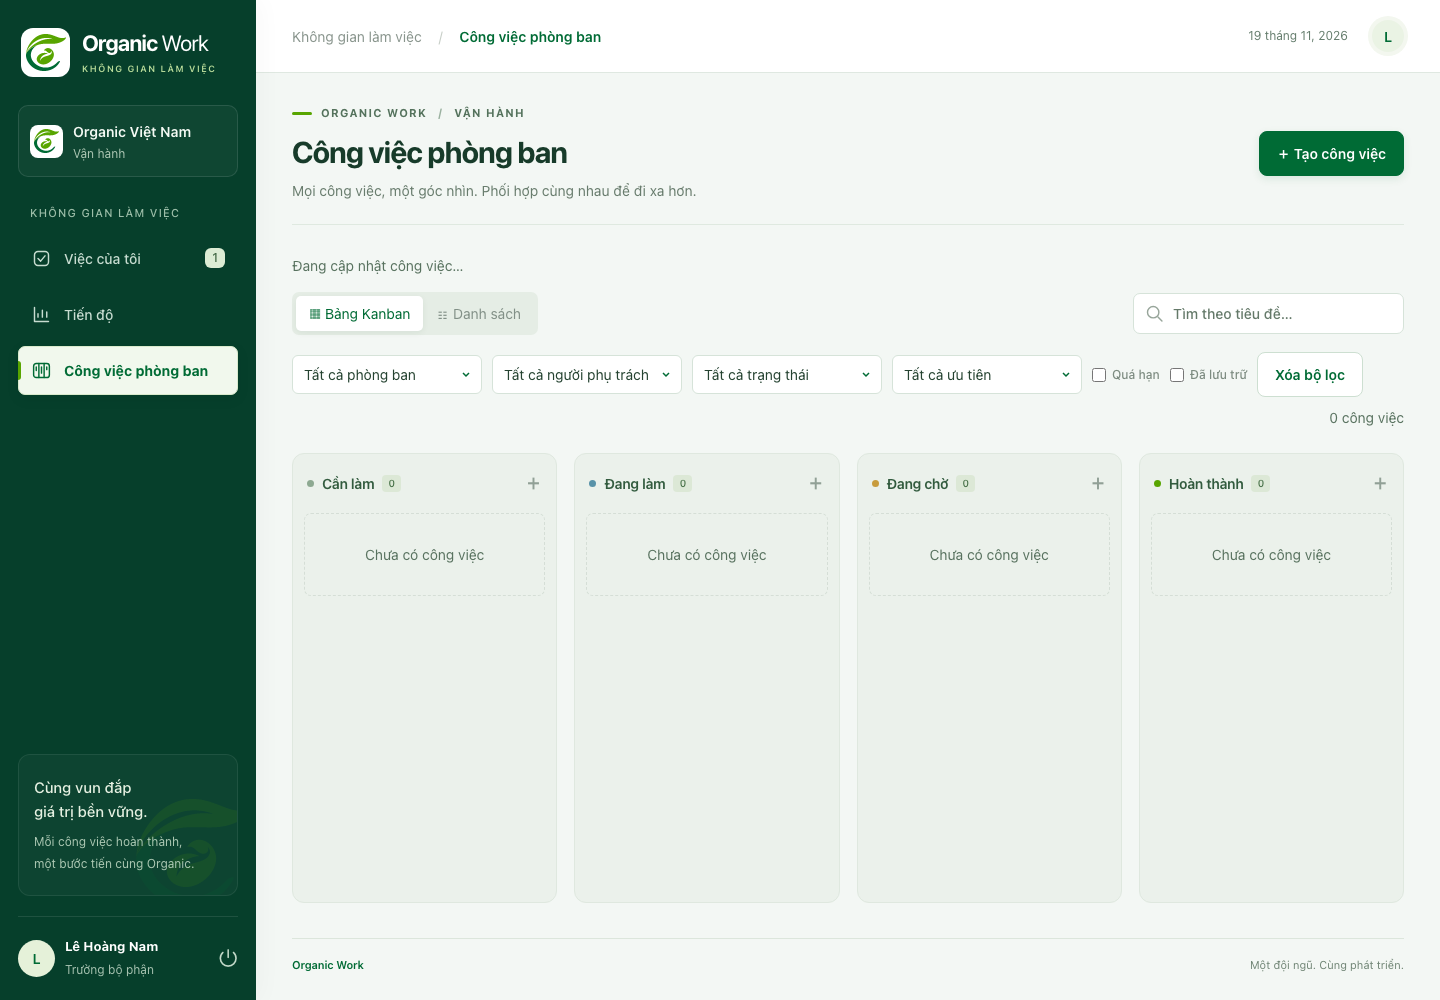 Organic Work
KHÔNG GIAN LÀM VIỆC
Organic Việt Nam
Vận hành
KHÔNG GIAN LÀM VIỆC
Việc của tôi 1
Tiến độ
Công việc phòng ban
Cùng vun đắp
giá trị bền vững.
Mỗi công việc hoàn thành,
một bước tiến cùng Organic.
L
Lê Hoàng Nam
Trưởng bộ phận
Không gian làm việc / Công việc phòng ban
19 tháng 11, 2026 L
ORGANIC WORK / VẬN HÀNH
Công việc phòng ban
Mọi công việc, một góc nhìn. Phối hợp cùng nhau để đi xa hơn.
+ Tạo công việc
Đang cập nhật công việc...
Bảng Kanban Danh sách
Tìm theo tiêu đề...
Tất cả phòng ban Tất cả người phụ trách Tất cả trạng thái Tất cả ưu tiên Quá hạn Đã lưu trữ Xóa bộ lọc
0 công việc
Cần làm 0 + Đang làm 0 + Đang chờ 0 + Hoàn thành 0 +
Chưa có công việc Chưa có công việc Chưa có công việc Chưa có công việc
Organic Work Một đội ngũ. Cùng phát triển.